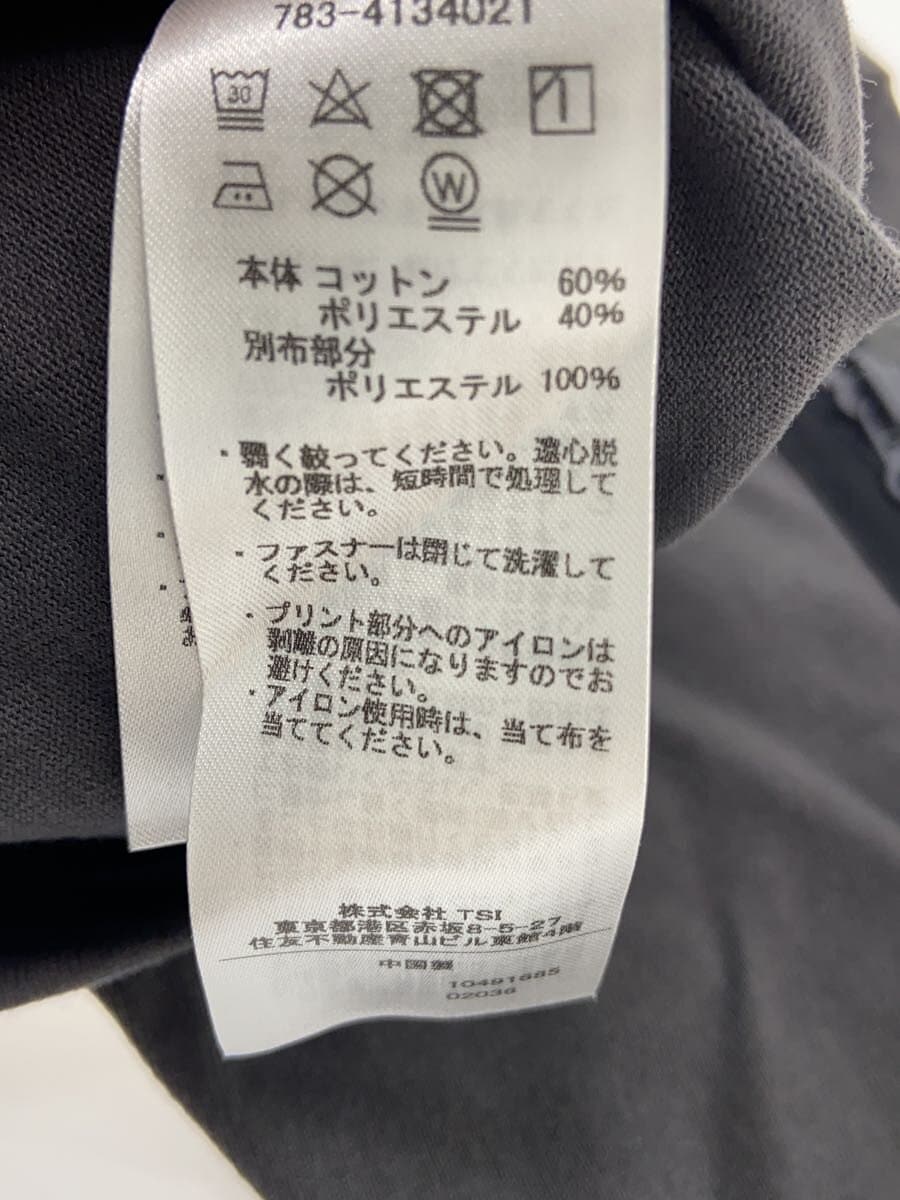 783-4134021
30
W
本体 コットン 60%
ポリエステル 40%
別布部分
ポリエステル 100%
・弱く絞ってください。遠心脱
水の際は、短時間で処理して
ください。
・ファスナーは閉じて洗濯して
ください。
・プリント部分へのアイロンは
剥離の原因になりますのでお
避けください。
・アイロン使用時は、当て布を
当ててください。
株式会社 TSI
東京都港区赤坂8-5-27
住友不動産青山ビル東館4階
中国製
10491685
02036